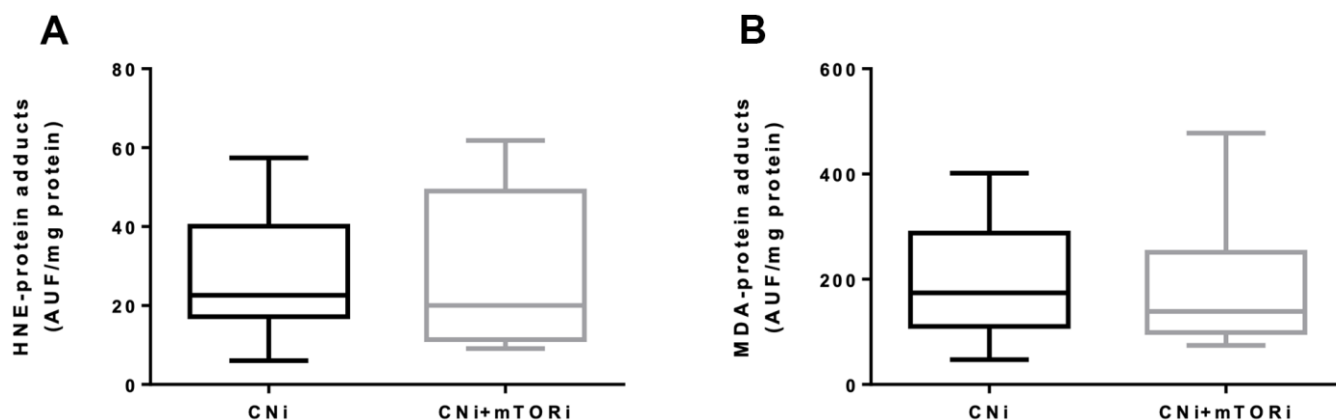 A
HNE-protein adducts
(AUF/mg protein)
80
60
40
20
0
CNi
CNi+mTORi
B
MDA-protein adducts
(AUF/mg protein)
600
400
200
0
CNi
CNi+mTORi